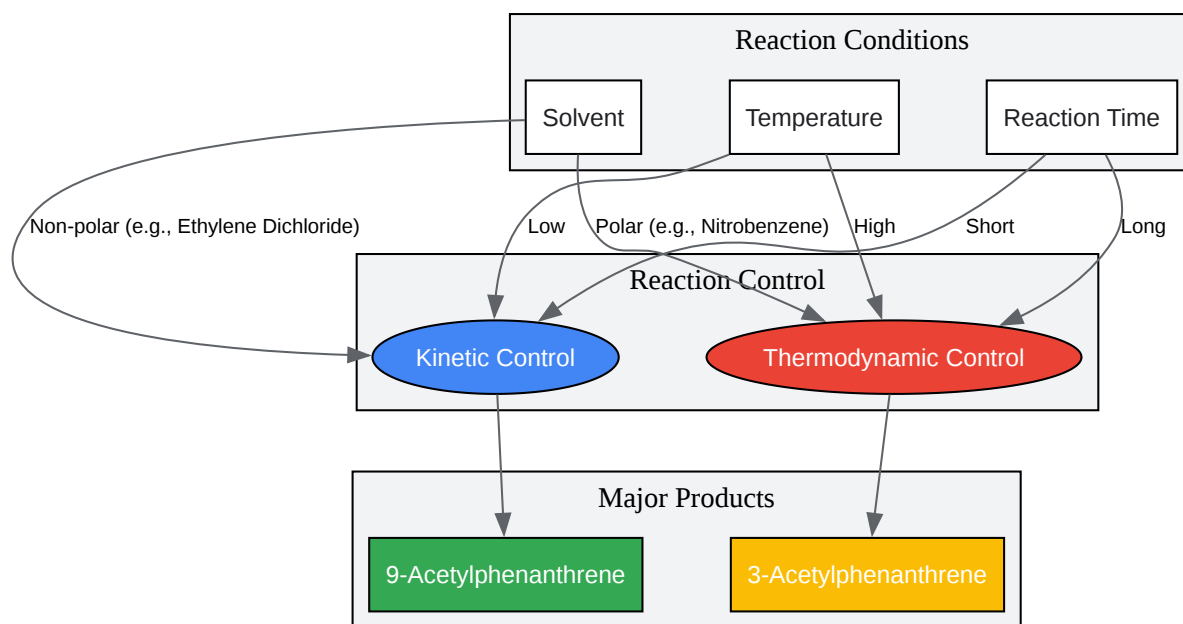 Reaction Conditions
Solvent
Temperature
Reaction Time
Non-polar (e.g., Ethylene Dichloride)
Low
Polar (e.g., Nitrobenzene)
High
Short
Long
Reaction Control
Kinetic Control
Thermodynamic Control
Major Products
9-Acetylphenanthrene
3-Acetylphenanthrene